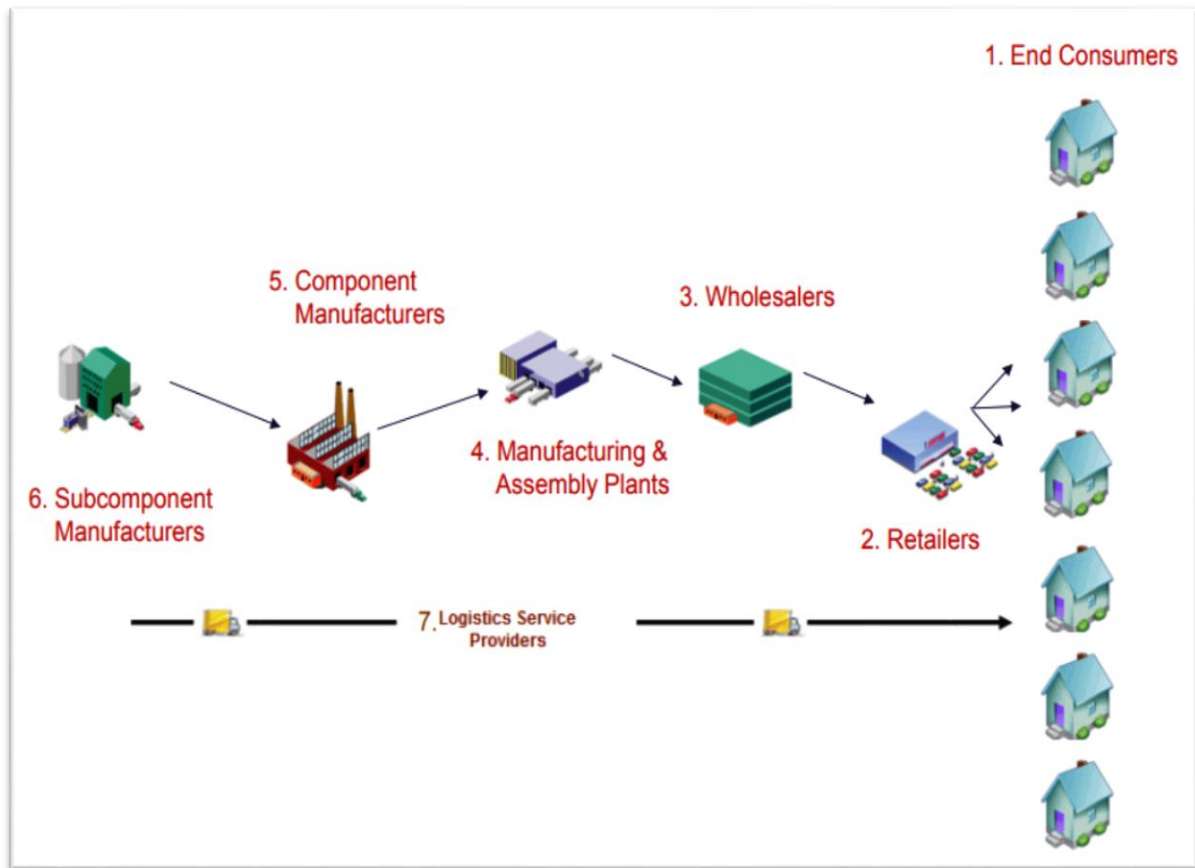 1. End Consumers
5. Component
Manufacturers
3. Wholesalers
4. Manufacturing &
Assembly Plants
6. Subcomponent
Manufacturers
2. Retailers
7. Logistics Service
Providers